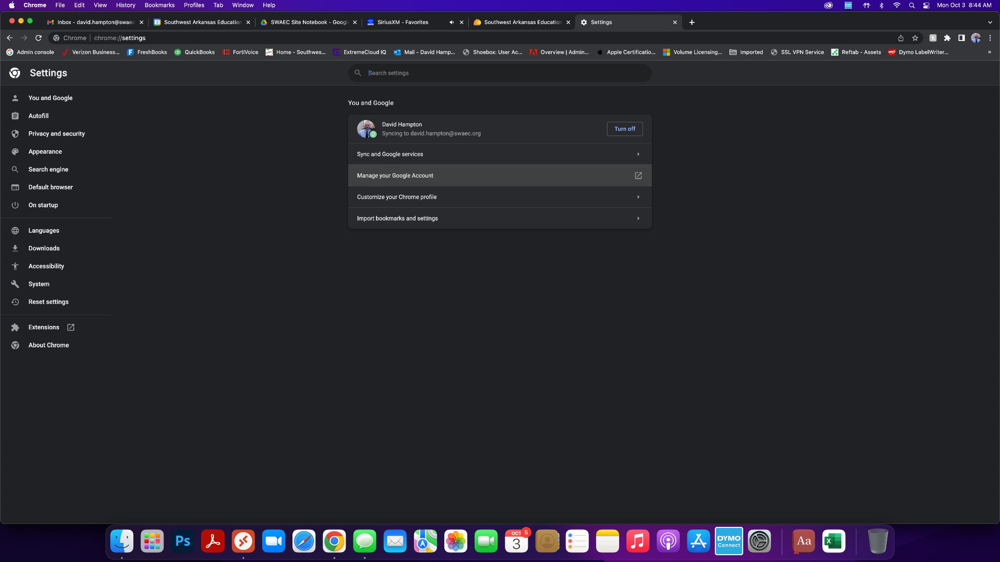 Chrome File Edit View History Bookmarks Profiles Tab Window Help Mon Oct 3 8:44 AM
Inbox - david.hampton@swaec Southwest Arkansas Education SWAEC Site Notebook - Google SiriusXM - Favorites Southwest Arkansas Education Settings
Chrome chrome://settings
Admin console Verizon Business... FreshBooks QuickBooks FortiVoice Home - Southwes... ExtremeCloud IQ Mail - David Hamp... Shoebox: User Ac... Overview | Admin... Apple Certificatio... Volume Licensing... Imported SSL VPN Service Reftab - Assets Dymo LabelWriter... »
Settings
Search settings
You and Google
Autofill
Privacy and security
Appearance
Search engine
Default browser
On startup
Languages
Downloads
Accessibility
System
Reset settings
Extensions
About Chrome
You and Google
David Hampton
Syncing to david.hampton@swaec.org
Turn off
Sync and Google services
Manage your Google Account
Customize your Chrome profile
Import bookmarks and settings
Ps OCT 3 5 DYMO Connect Aa X